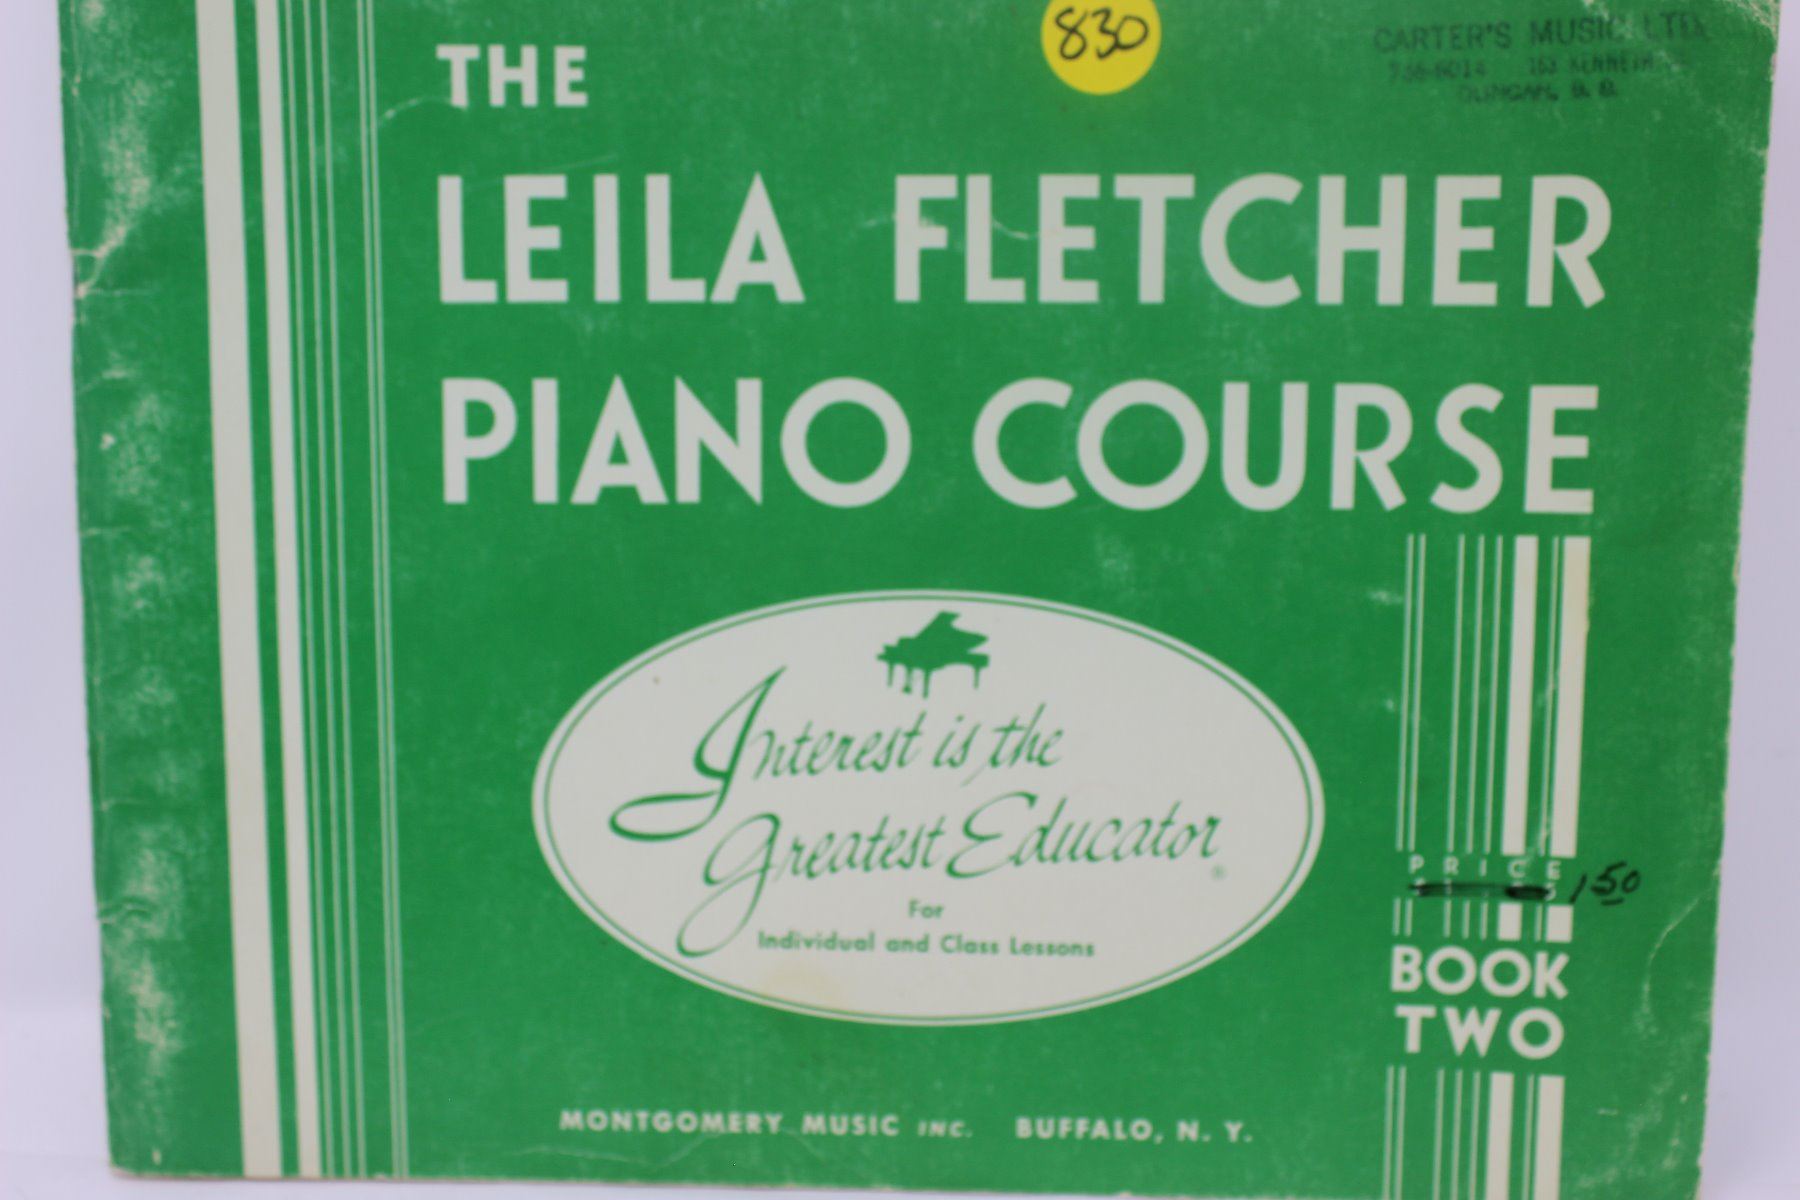 830
CARTER'S MUSIC LTD.
DUNCAN, B. C.
THE
LEILA FLETCHER
PIANO COURSE
Interest is the
Greatest Educator
®
For
Individual and Class Lessons
PRICE
1.50
BOOK
TWO
MONTGOMERY MUSIC INC. BUFFALO, N. Y.